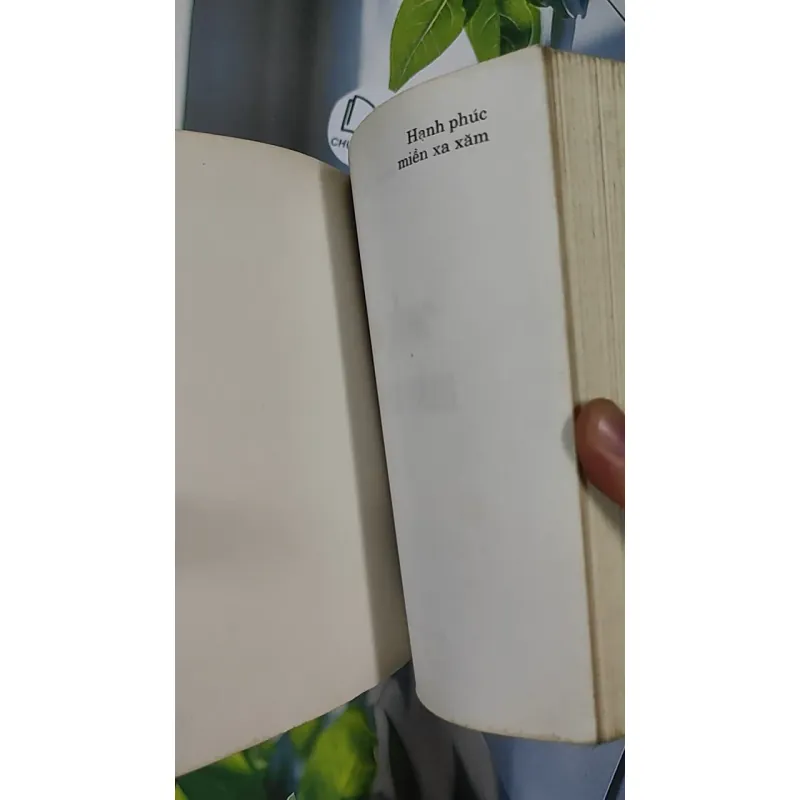 Hạnh phúc
miền xa xăm